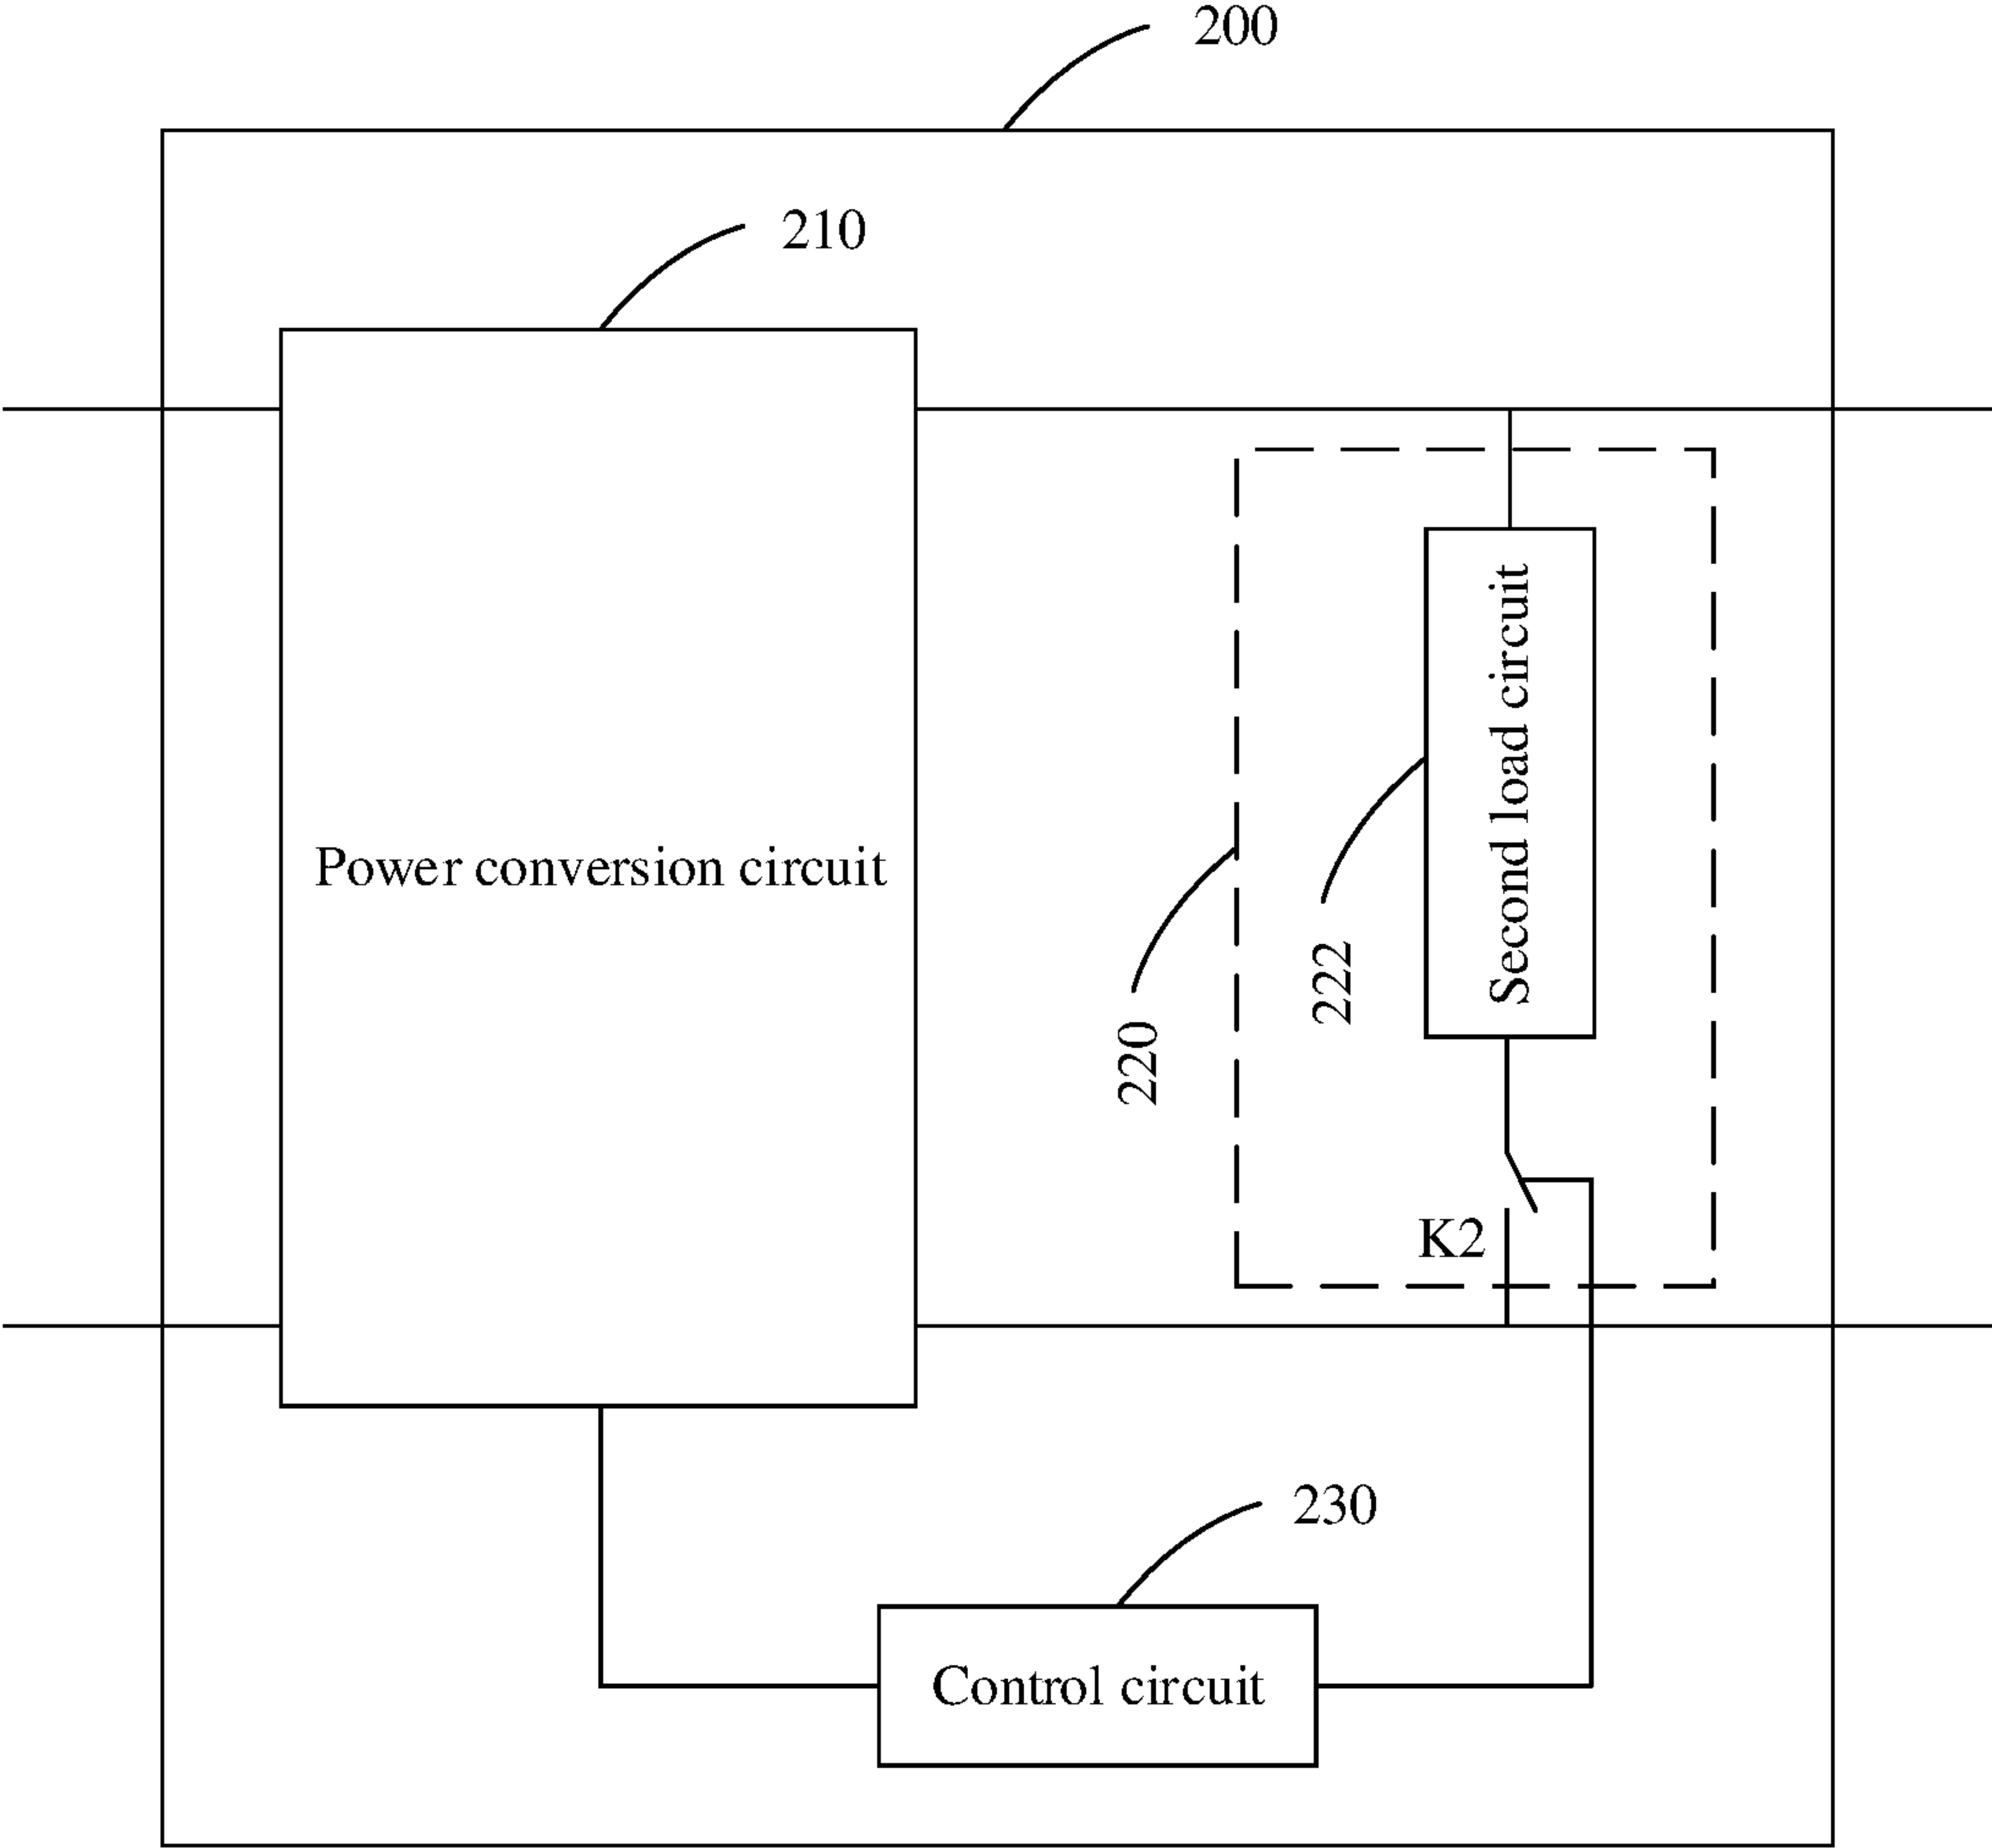 200
210
Power conversion circuit
220
222
Second load circuit
K2
230
Control circuit